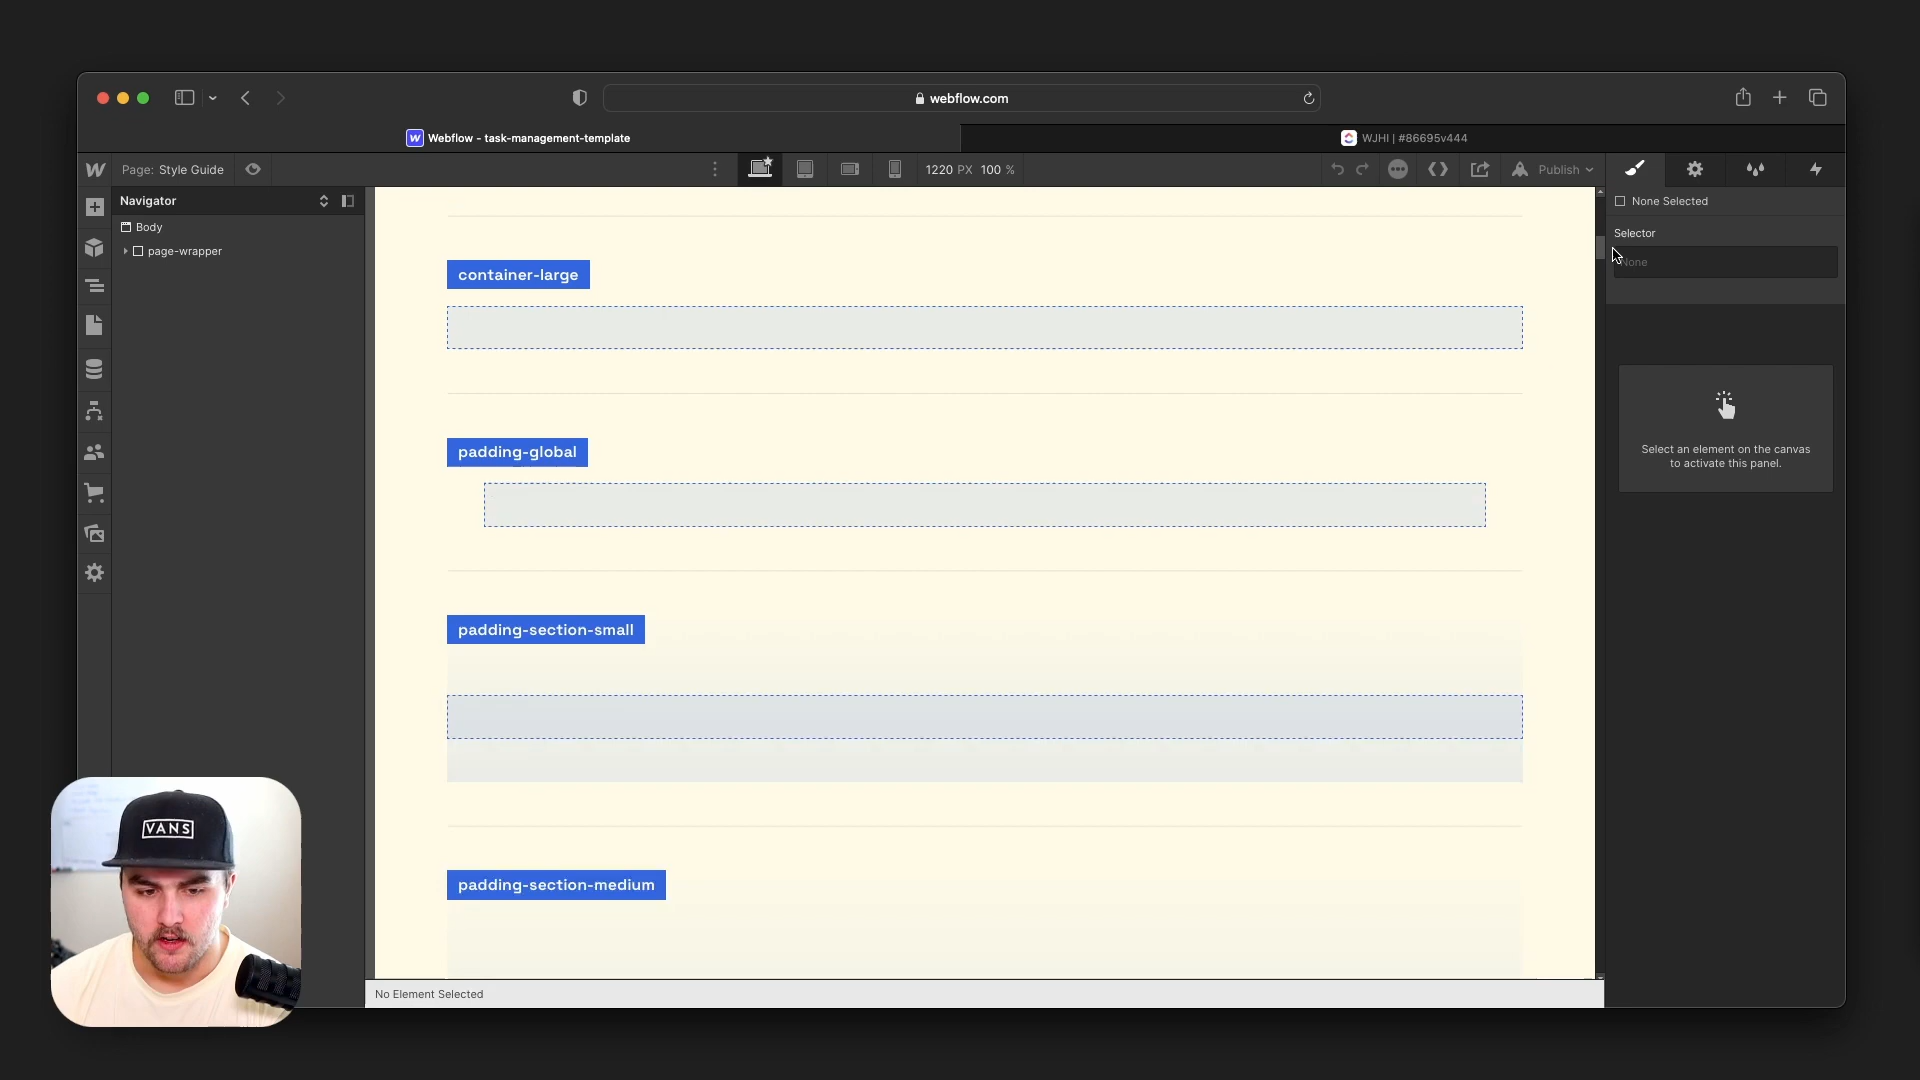 webflow.com
Webflow - task-management-template
WJHI | #86695v444
Page: Style Guide
1220 PX 100 %
Publish
Navigator
None Selected
Body
Selector
page-wrapper
None
container-large
padding-global
Select an element on the canvas
to activate this panel.
padding-section-small
padding-section-medium
VANS
No Element Selected